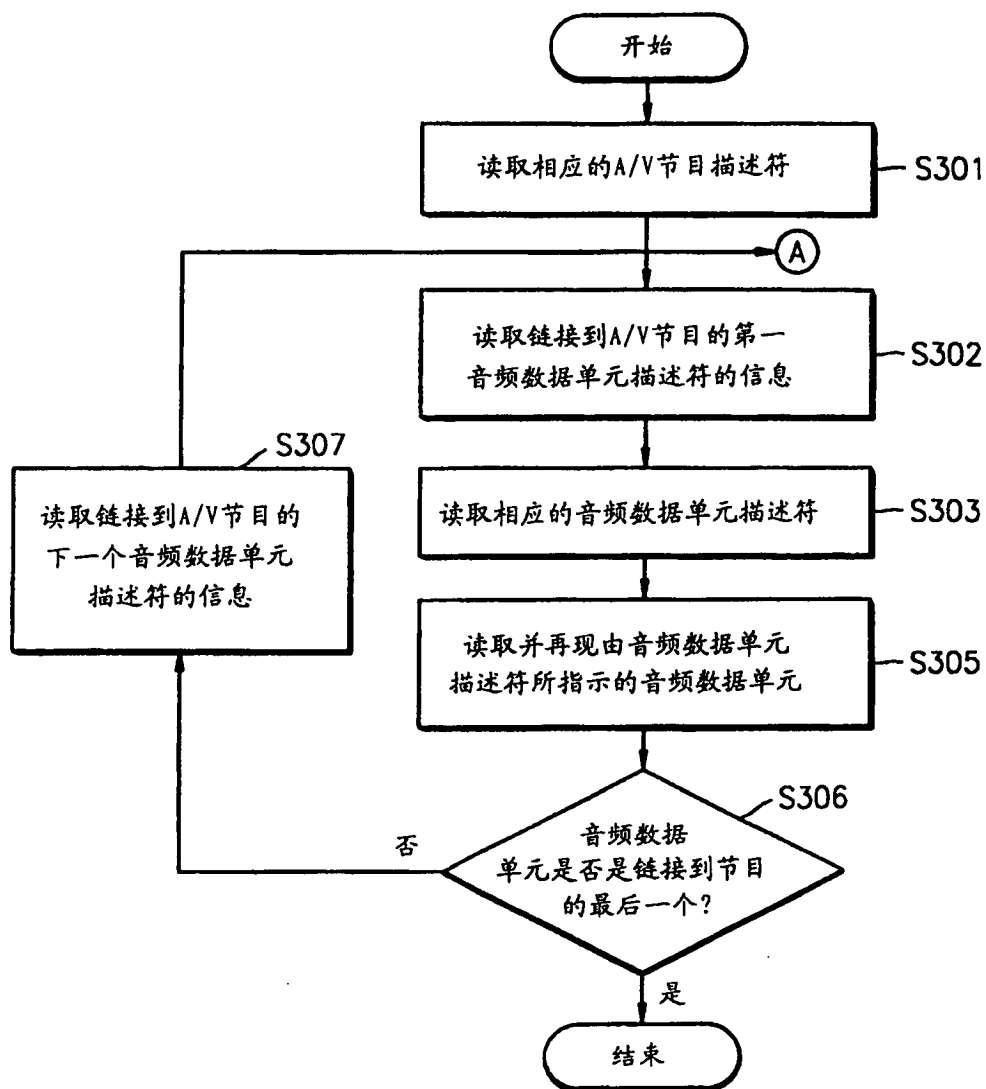 开始
读取相应的A/V节目描述符
S301
A
读取链接到A/V节目的第一
音频数据单元描述符的信息
S302
S307
读取链接到A/V节目的
下一个音频数据单元
描述符的信息
读取相应的音频数据单元描述符
S303
读取并再现由音频数据单元
描述符所指示的音频数据单元
S305
S306
音频数据
单元是否是链接到节目
的最后一个?
否
是
结束